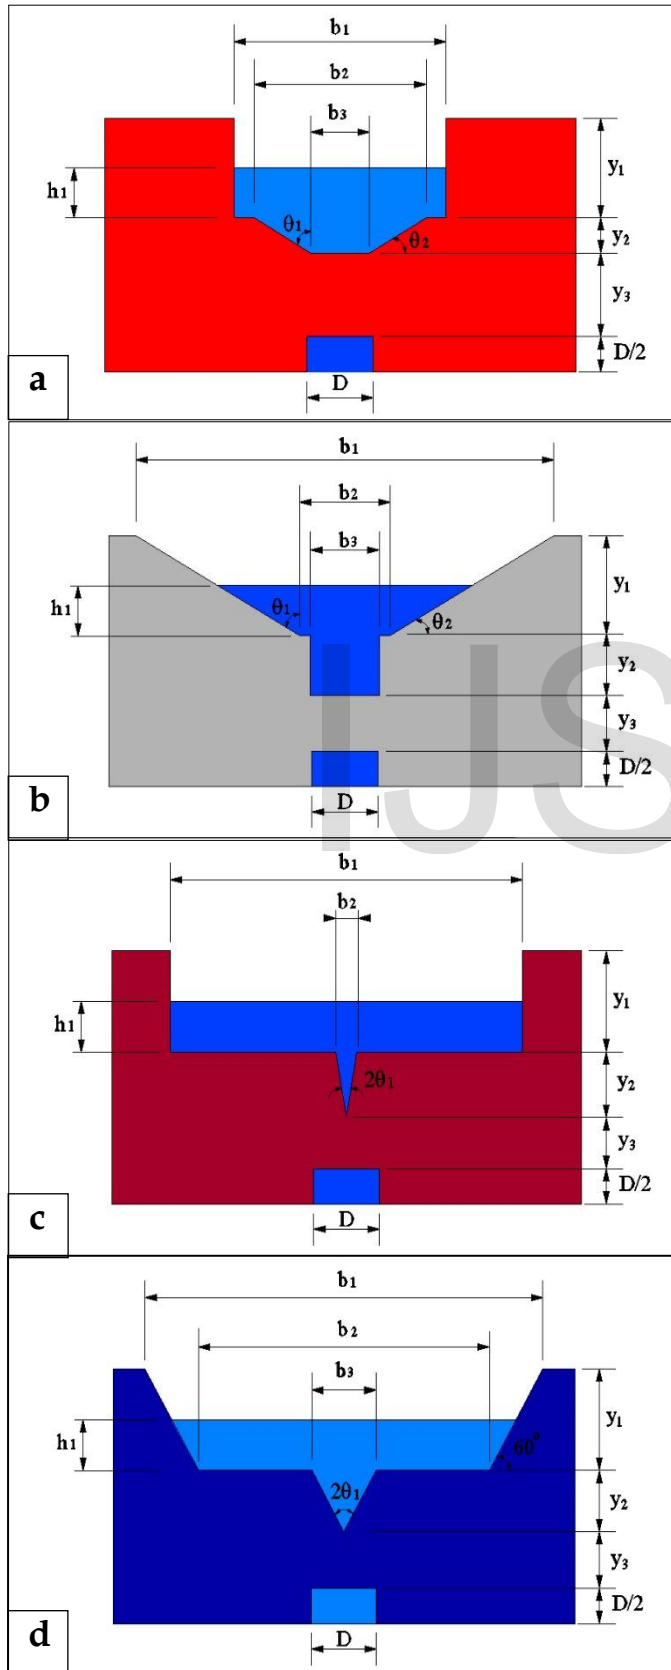 b₁
b₂
b₃
h₁
y₁
θ₁
θ₂
y₂
y₃
D/2
D
a
b₁
b₂
b₃
h₁
y₁
θ₁
θ₂
y₂
y₃
D/2
D
b
IJS
b₁
b₂
h₁
y₁
2θ₁
y₂
y₃
D/2
D
c
b₁
b₂
b₃
h₁
y₁
60°
2θ₁
y₂
y₃
D/2
D
d